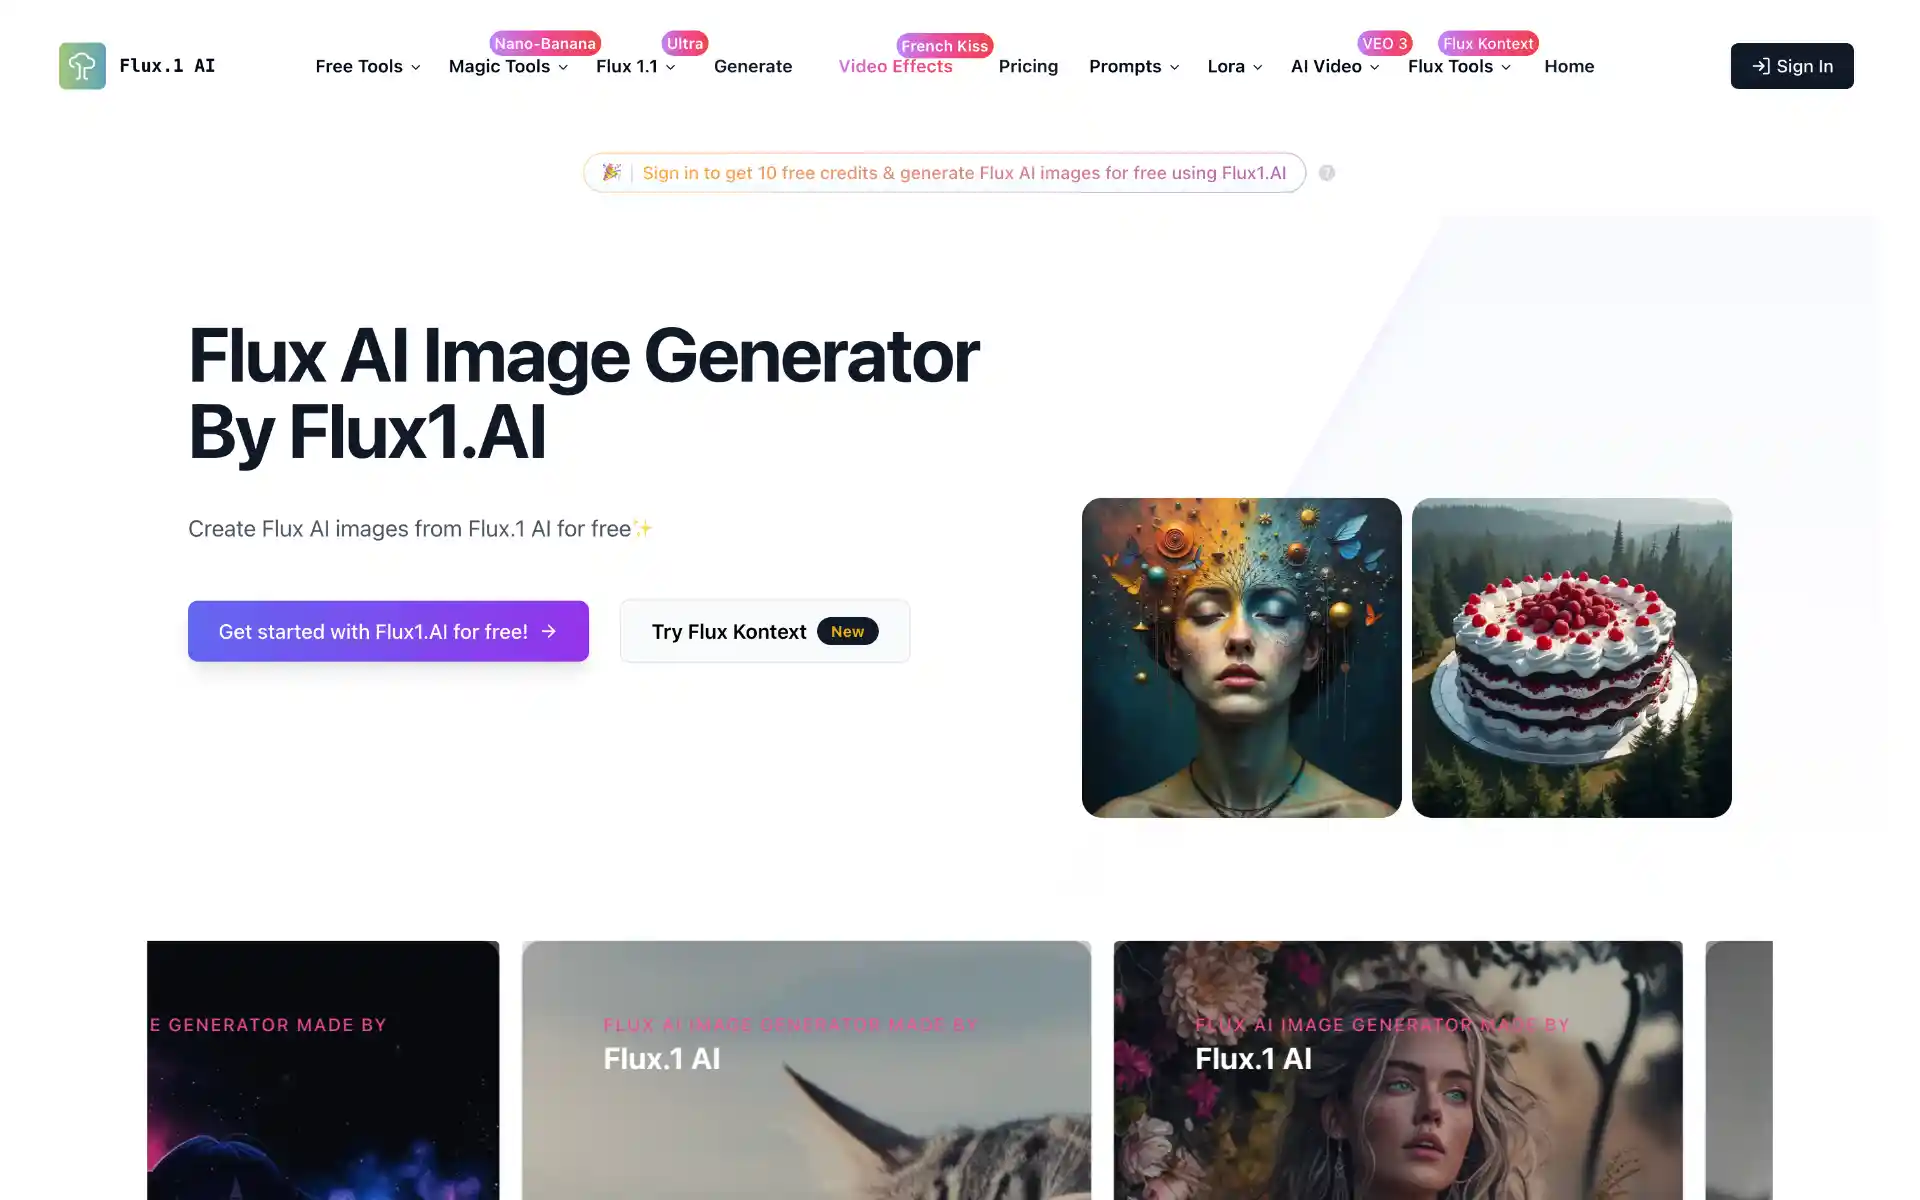 Flux.1 AI
Free Tools
Magic Tools
Nano-Banana
Flux 1.1
Ultra
Generate
Video Effects
French Kiss
Pricing
Prompts
Lora
AI Video
VEO 3
Flux Tools
Flux Kontext
Home
Sign In
🎉 | Sign in to get 10 free credits & generate Flux AI images for free using Flux1.AI ?
Flux AI Image Generator
By Flux1.AI
Create Flux AI images from Flux.1 AI for free✨
Get started with Flux1.AI for free! →
Try Flux Kontext New
E GENERATOR MADE BY
FLUX AI IMAGE GENERATOR MADE BY
Flux.1 AI
FLUX AI IMAGE GENERATOR MADE BY
Flux.1 AI